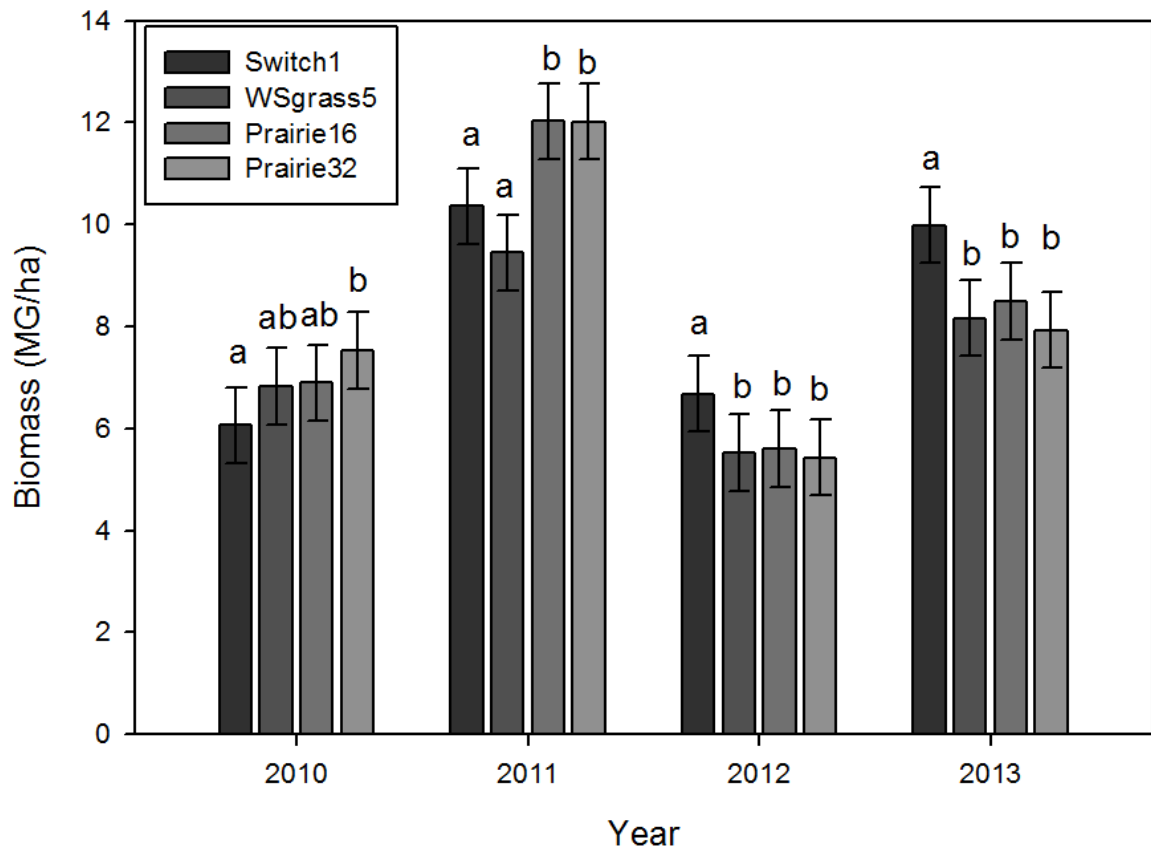 14
12
10
8
6
4
2
0
Biomass (MG/ha)
Switch1
WSgrass5
Prairie16
Prairie32
a
ab
ab
b
a
a
b
b
a
b
b
b
a
b
b
b
2010
2011
2012
2013
Year